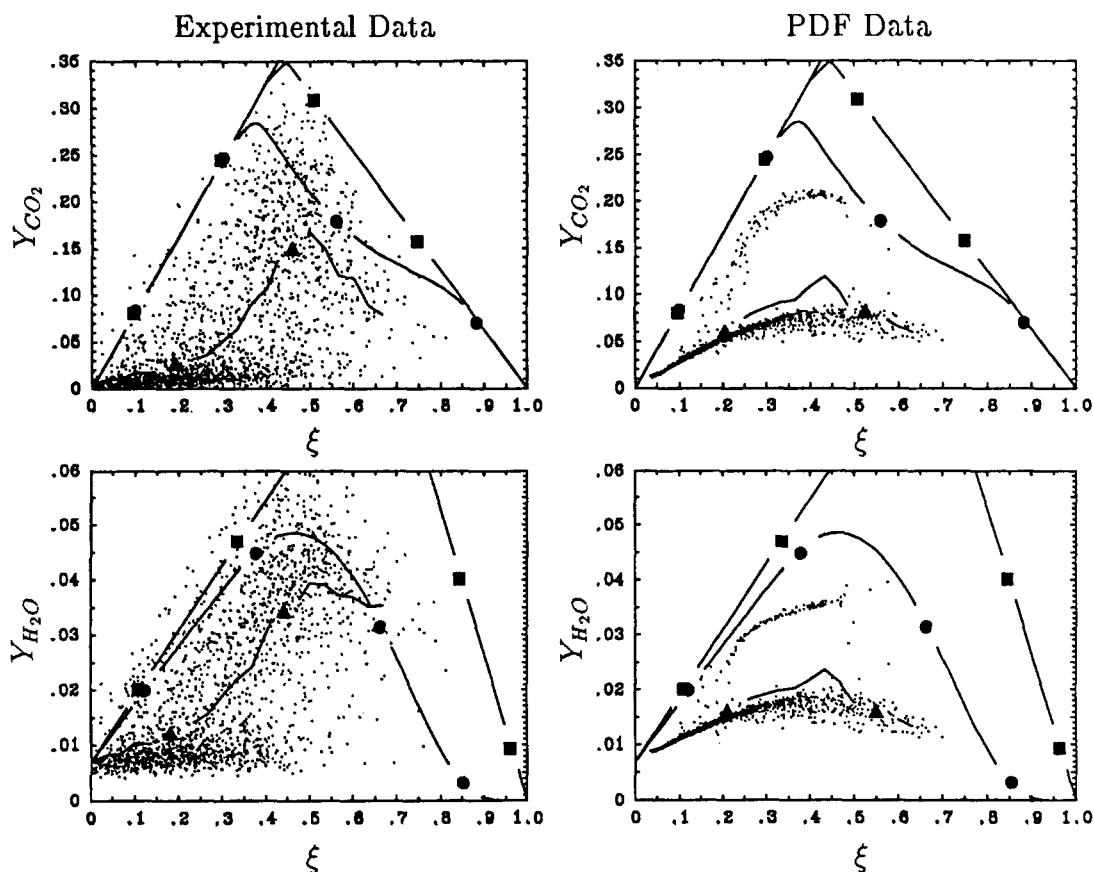 Experimental Data
PDF Data
.35
.30
.25
.20
.15
.10
.05
0
Y_{CO_2}
0 .1 .2 .3 .4 .5 .6 .7 .8 .9 1.0
ξ
.35
.30
.25
.20
.15
.10
.05
0
Y_{CO_2}
0 .1 .2 .3 .4 .5 .6 .7 .8 .9 1.0
ξ
.06
.05
.04
.03
.02
.01
0
Y_{H_2O}
0 .1 .2 .3 .4 .5 .6 .7 .8 .9 1.0
ξ
.06
.05
.04
.03
.02
.01
0
Y_{H_2O}
0 .1 .2 .3 .4 .5 .6 .7 .8 .9 1.0
ξ